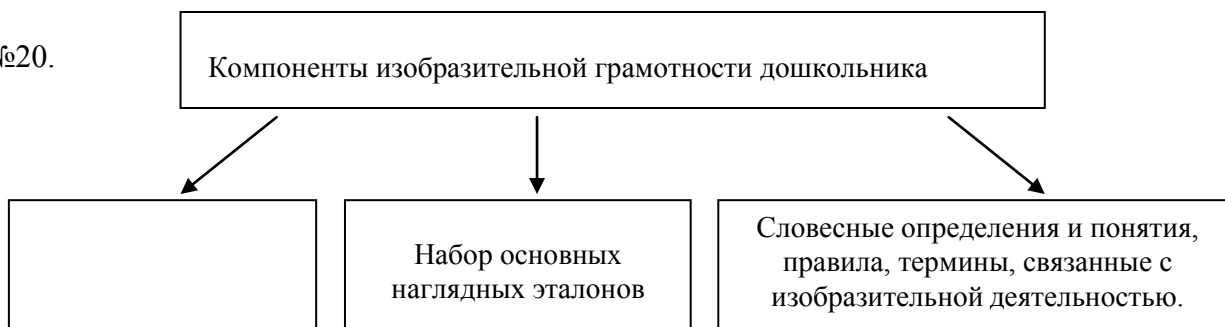 №20.
Компоненты изобразительной грамотности дошкольника
Набор основных
наглядных эталонов
Словесные определения и понятия,
правила, термины, связанные с
изобразительной деятельностью.